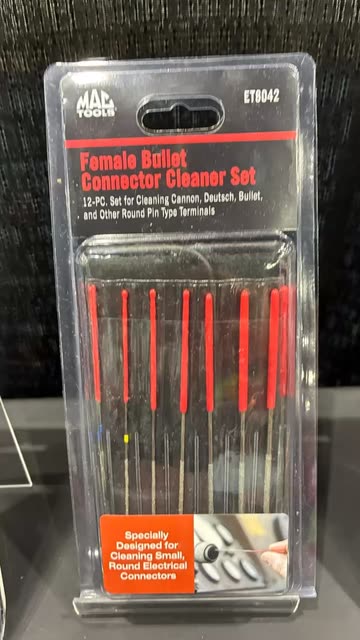 MAC
TOOLS
ET8042
Female Bullet
Connector Cleaner Set
12-PC. Set for Cleaning Cannon, Deutsch, Bullet,
and Other Round Pin Type Terminals
Specially
Designed for
Cleaning Small,
Round Electrical
Connectors